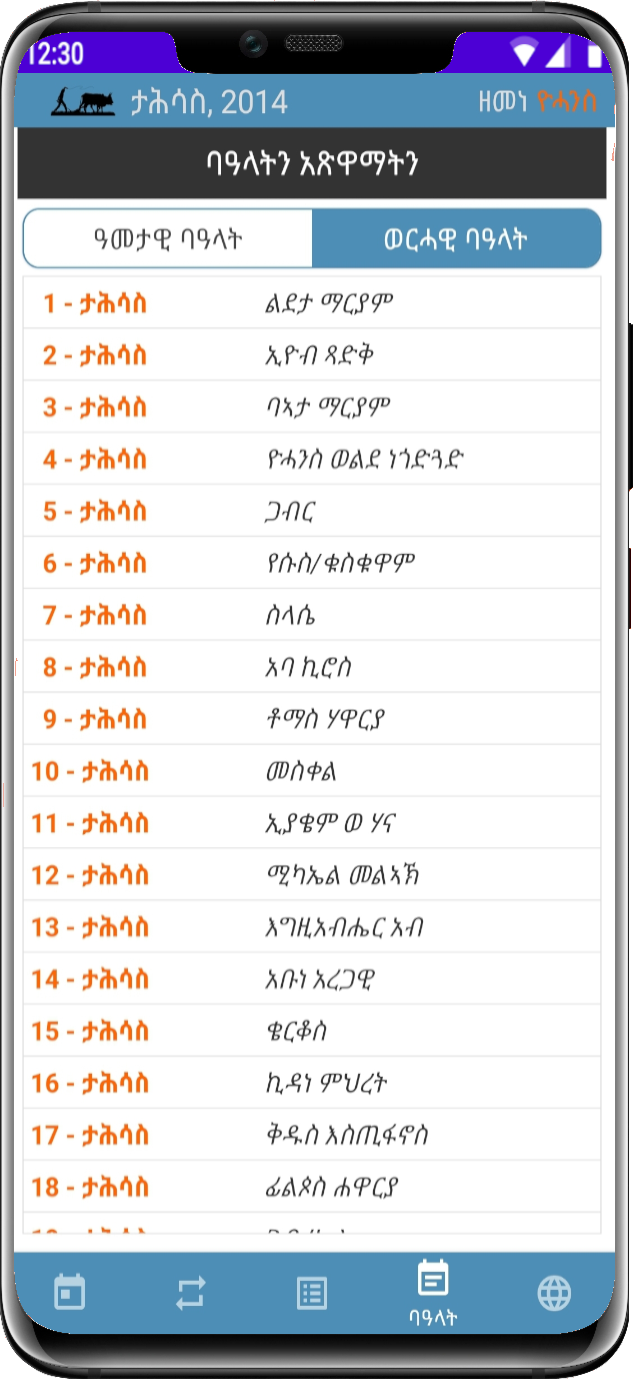 12:30
ታሕሳስ, 2014 ዘመነ ዮሓንስ
ባዓላትን አጽዋማትን
ዓመታዊ ባዓላት ወርሓዊ ባዓላት
1 - ታሕሳስ ልደታ ማርያም
2 - ታሕሳስ ኢዮብ ጻድቅ
3 - ታሕሳስ ባኣታ ማርያም
4 - ታሕሳስ ዮሓንስ ወልደ ነጎድጓድ
5 - ታሕሳስ ጋብር
6 - ታሕሳስ የሱስ/ቁስቁዋም
7 - ታሕሳስ ስላሴ
8 - ታሕሳስ አባ ኪሮስ
9 - ታሕሳስ ቶማስ ሃዋርያ
10 - ታሕሳስ መስቀል
11 - ታሕሳስ ኢያቄም ወ ሃና
12 - ታሕሳስ ሚካኤል መልኣኽ
13 - ታሕሳስ እግዚአብሔር አብ
14 - ታሕሳስ አቡነ አረጋዊ
15 - ታሕሳስ ቄርቆስ
16 - ታሕሳስ ኪዳነ ምህረት
17 - ታሕሳስ ቅዱስ እስጢፋኖስ
18 - ታሕሳስ ፊልጶስ ሐዋርያ
ባዓላት